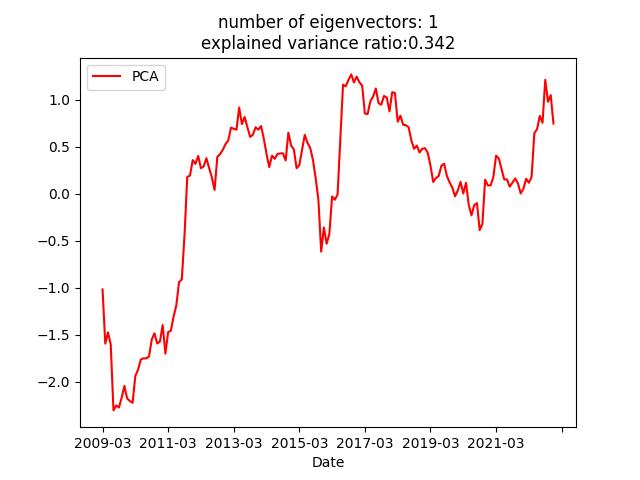 number of eigenvectors: 1
explained variance ratio:0.342
PCA
1.0
0.5
0.0
−0.5
−1.0
−1.5
−2.0
2009-03 2011-03 2013-03 2015-03 2017-03 2019-03 2021-03
Date